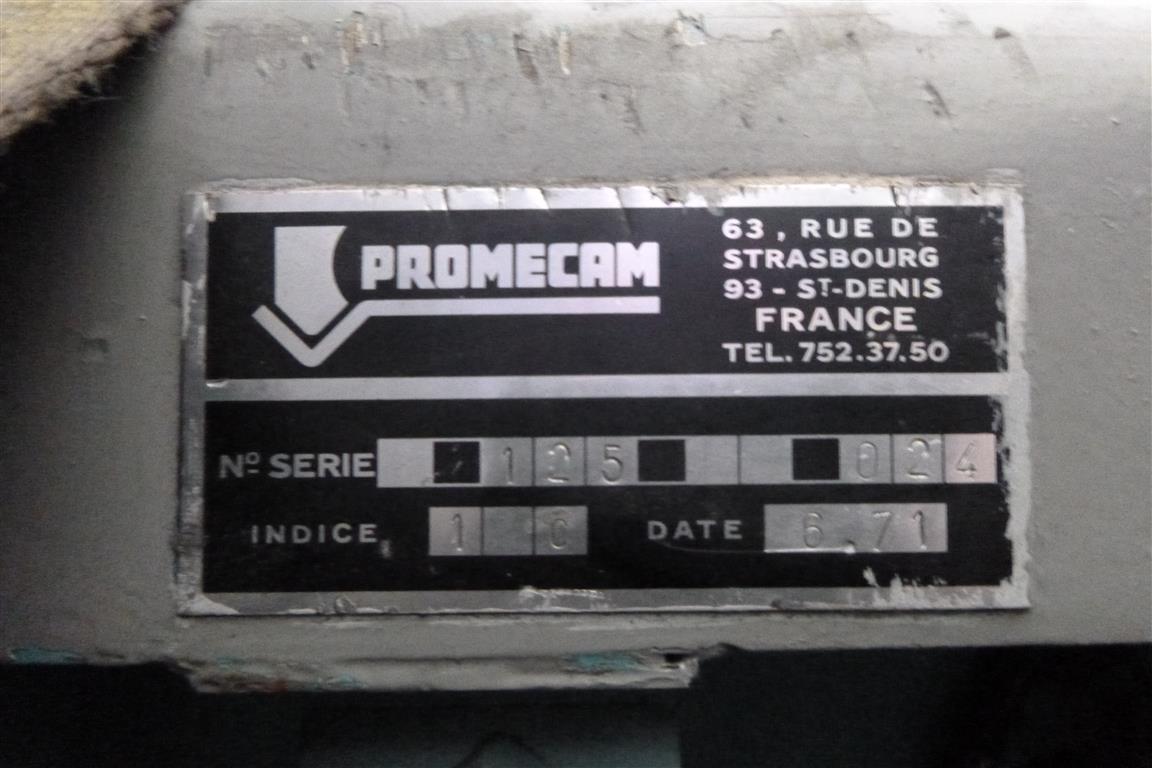 PROMECAM
63, RUE DE
STRASBOURG
93 - ST-DENIS
FRANCE
TEL. 752.37.50
Nº SERIE 125 024
INDICE 1 C DATE 6.71